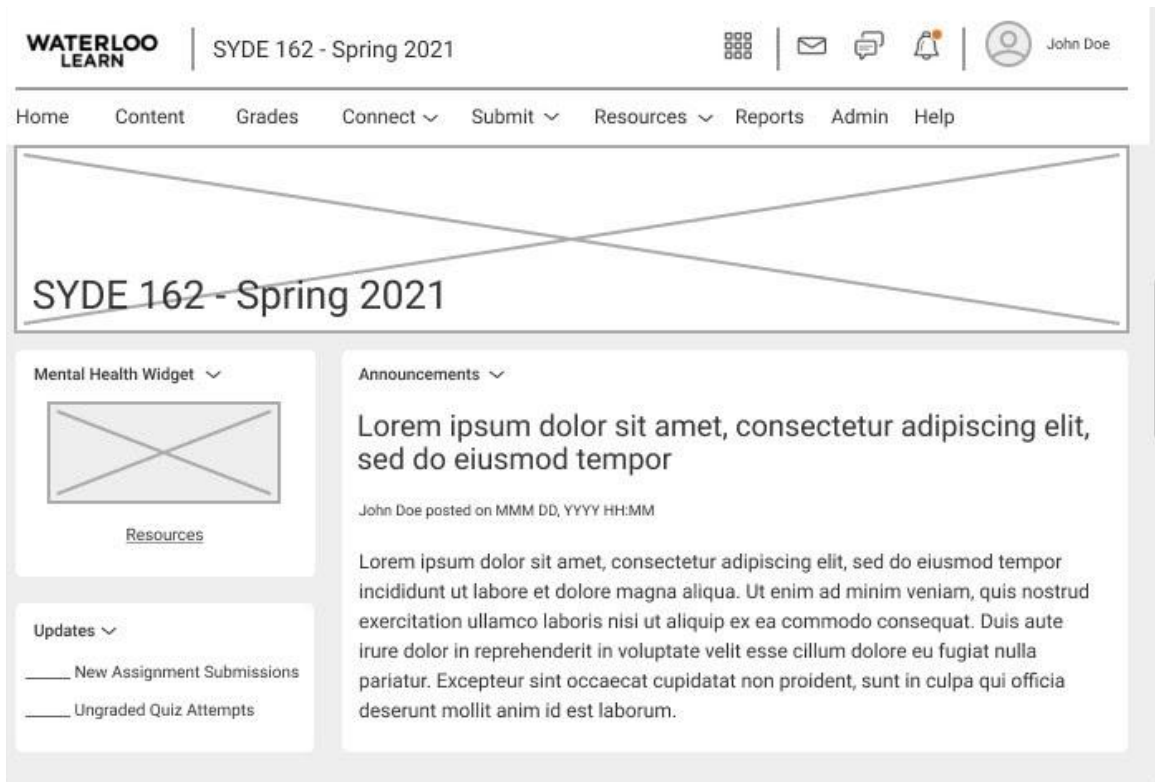 WATERLOO
LEARN
SYDE 162 - Spring 2021
John Doe
Home Content Grades Connect Submit Resources Reports Admin Help
SYDE 162 - Spring 2021
Mental Health Widget
Resources
Updates
_____ New Assignment Submissions
_____ Ungraded Quiz Attempts
Announcements
Lorem ipsum dolor sit amet, consectetur adipiscing elit,
sed do eiusmod tempor
John Doe posted on MMM DD, YYYY HH:MM
Lorem ipsum dolor sit amet, consectetur adipiscing elit, sed do eiusmod tempor
incididunt ut labore et dolore magna aliqua. Ut enim ad minim veniam, quis nostrud
exercitation ullamco laboris nisi ut aliquip ex ea commodo consequat. Duis aute
irure dolor in reprehenderit in voluptate velit esse cillum dolore eu fugiat nulla
pariatur. Excepteur sint occaecat cupidatat non proident, sunt in culpa qui officia
deserunt mollit anim id est laborum.